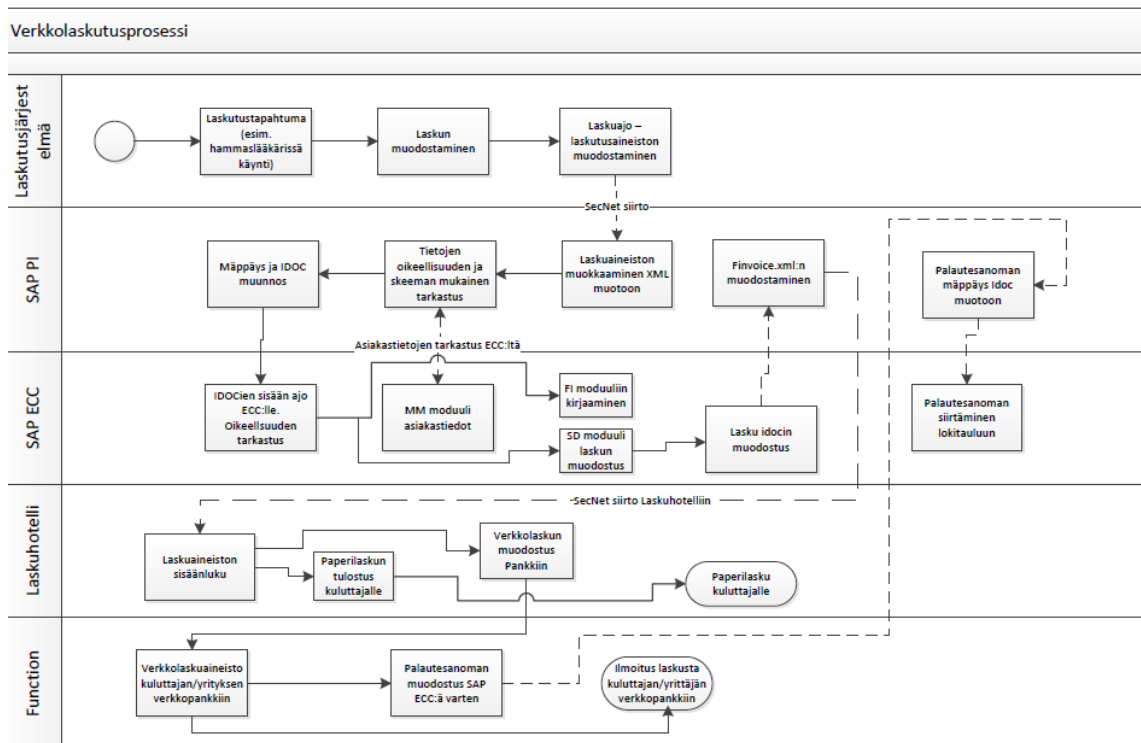 Verkkolaskutusprosessi
Laskutusjärjest
elmä
Laskutustapahtuma
(esim.
hammaslääkärissä
käynti)
Laskun
muodostaminen
Laskuajo –
laskutusaineiston
muodostaminen
SecNet siirto
SAP PI
Mäppäys ja IDOC
muunnos
Tietojen
oikeellisuuden ja
skeeman mukainen
tarkastus
Laskuaineiston
muokkaaminen XML
muotoon
Finvoice.xml:n
muodostaminen
Palautesanoman
mäppäys Idoc
muotoon
Asiakastietojen tarkastus ECC:ltä
SAP ECC
IDOCien sisään ajo
ECC:lle.
Oikeellsuuden
tarkastus
MM moduuli
asiakastiedot
FI moduuliin
kirjaaminen
SD moduuli
laskun
muodostus
Lasku idocin
muodostus
Palautesanoman
siirtäminen
lokitauluun
SecNet siirto Laskuhotelliin
Laskuhotelli
Laskuaineiston
sisäänluku
Paperilaskun
tulostus
kuluttajalle
Verkkolaskun
muodostus
Pankkiin
Paperilasku
kuluttajalle
Function
Verkkolaskuaineisto
kuluttajan/yrityksen
verkkopankkiin
Palautesanoman
muodostus SAP
ECC:ä varten
Ilmoitus laskusta
kuluttajan/yrittäjän
verkkopankkiin